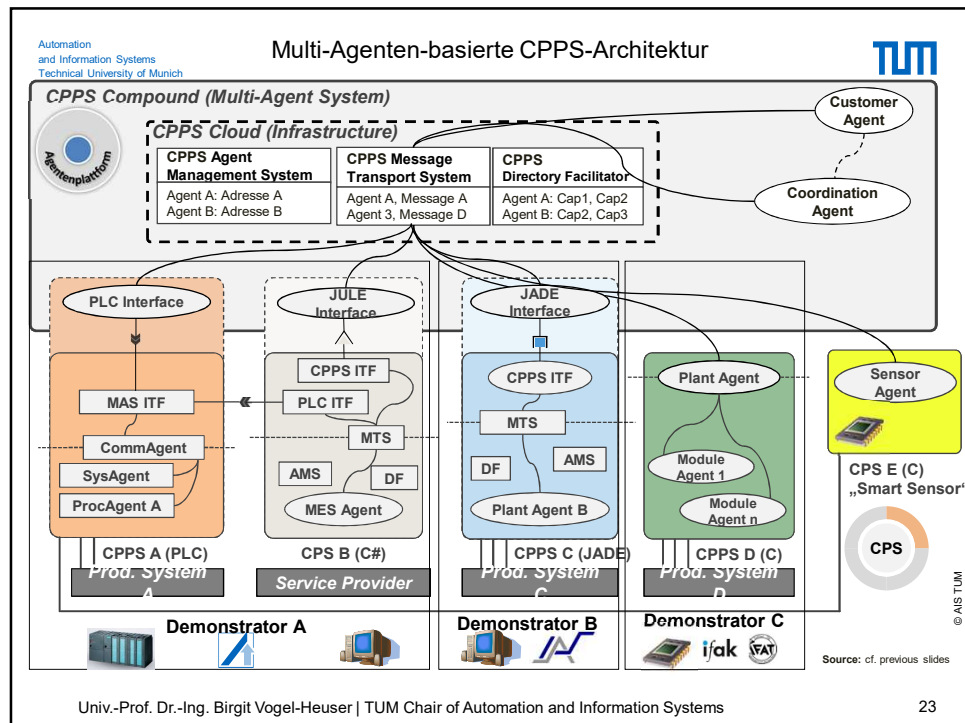 Automation
and Information Systems
Technical University of Munich
Multi-Agenten-basierte CPPS-Architektur
TUM
CPPS Compound (Multi-Agent System)
Agentenplattform
CPPS Cloud (Infrastructure)
CPPS Agent
Management System
Agent A: Adresse A
Agent B: Adresse B
CPPS Message
Transport System
Agent A, Message A
Agent 3, Message D
CPPS
Directory Facilitator
Agent A: Cap1, Cap2
Agent B: Cap2, Cap3
Customer
Agent
Coordination
Agent
PLC Interface
JULE
Interface
JADE
Interface
MAS ITF
CommAgent
SysAgent
ProcAgent A
CPPS ITF
PLC ITF
MTS
AMS
DF
MES Agent
CPPS ITF
MTS
DF
AMS
Plant Agent B
Plant Agent
Module
Agent 1
Module
Agent n
Sensor
Agent
CPS E (C)
„Smart Sensor“
CPS
CPPS A (PLC)
CPS B (C#)
CPPS C (JADE)
CPPS D (C)
Prod. System
A
Service Provider
Prod. System
C
Prod. System
D
Demonstrator A
Demonstrator B
Demonstrator C
ifak
IFAT
© AIS TUM
Source: cf. previous slides
Univ.-Prof. Dr.-Ing. Birgit Vogel-Heuser | TUM Chair of Automation and Information Systems
23